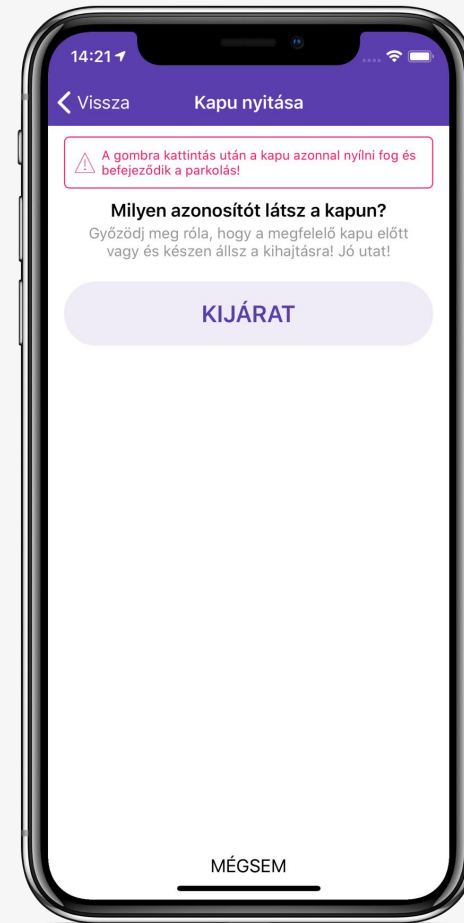 14:21
Vissza
Kapu nyitása
A gombra kattintás után a kapu azonnal nyílni fog és
befejeződik a parkolás!
Milyen azonosítót látsz a kapun?
Győződj meg róla, hogy a megfelelő kapu előtt
vagy és készen állsz a kihajtásra! Jó utat!
KIJÁRAT
MÉGSEM